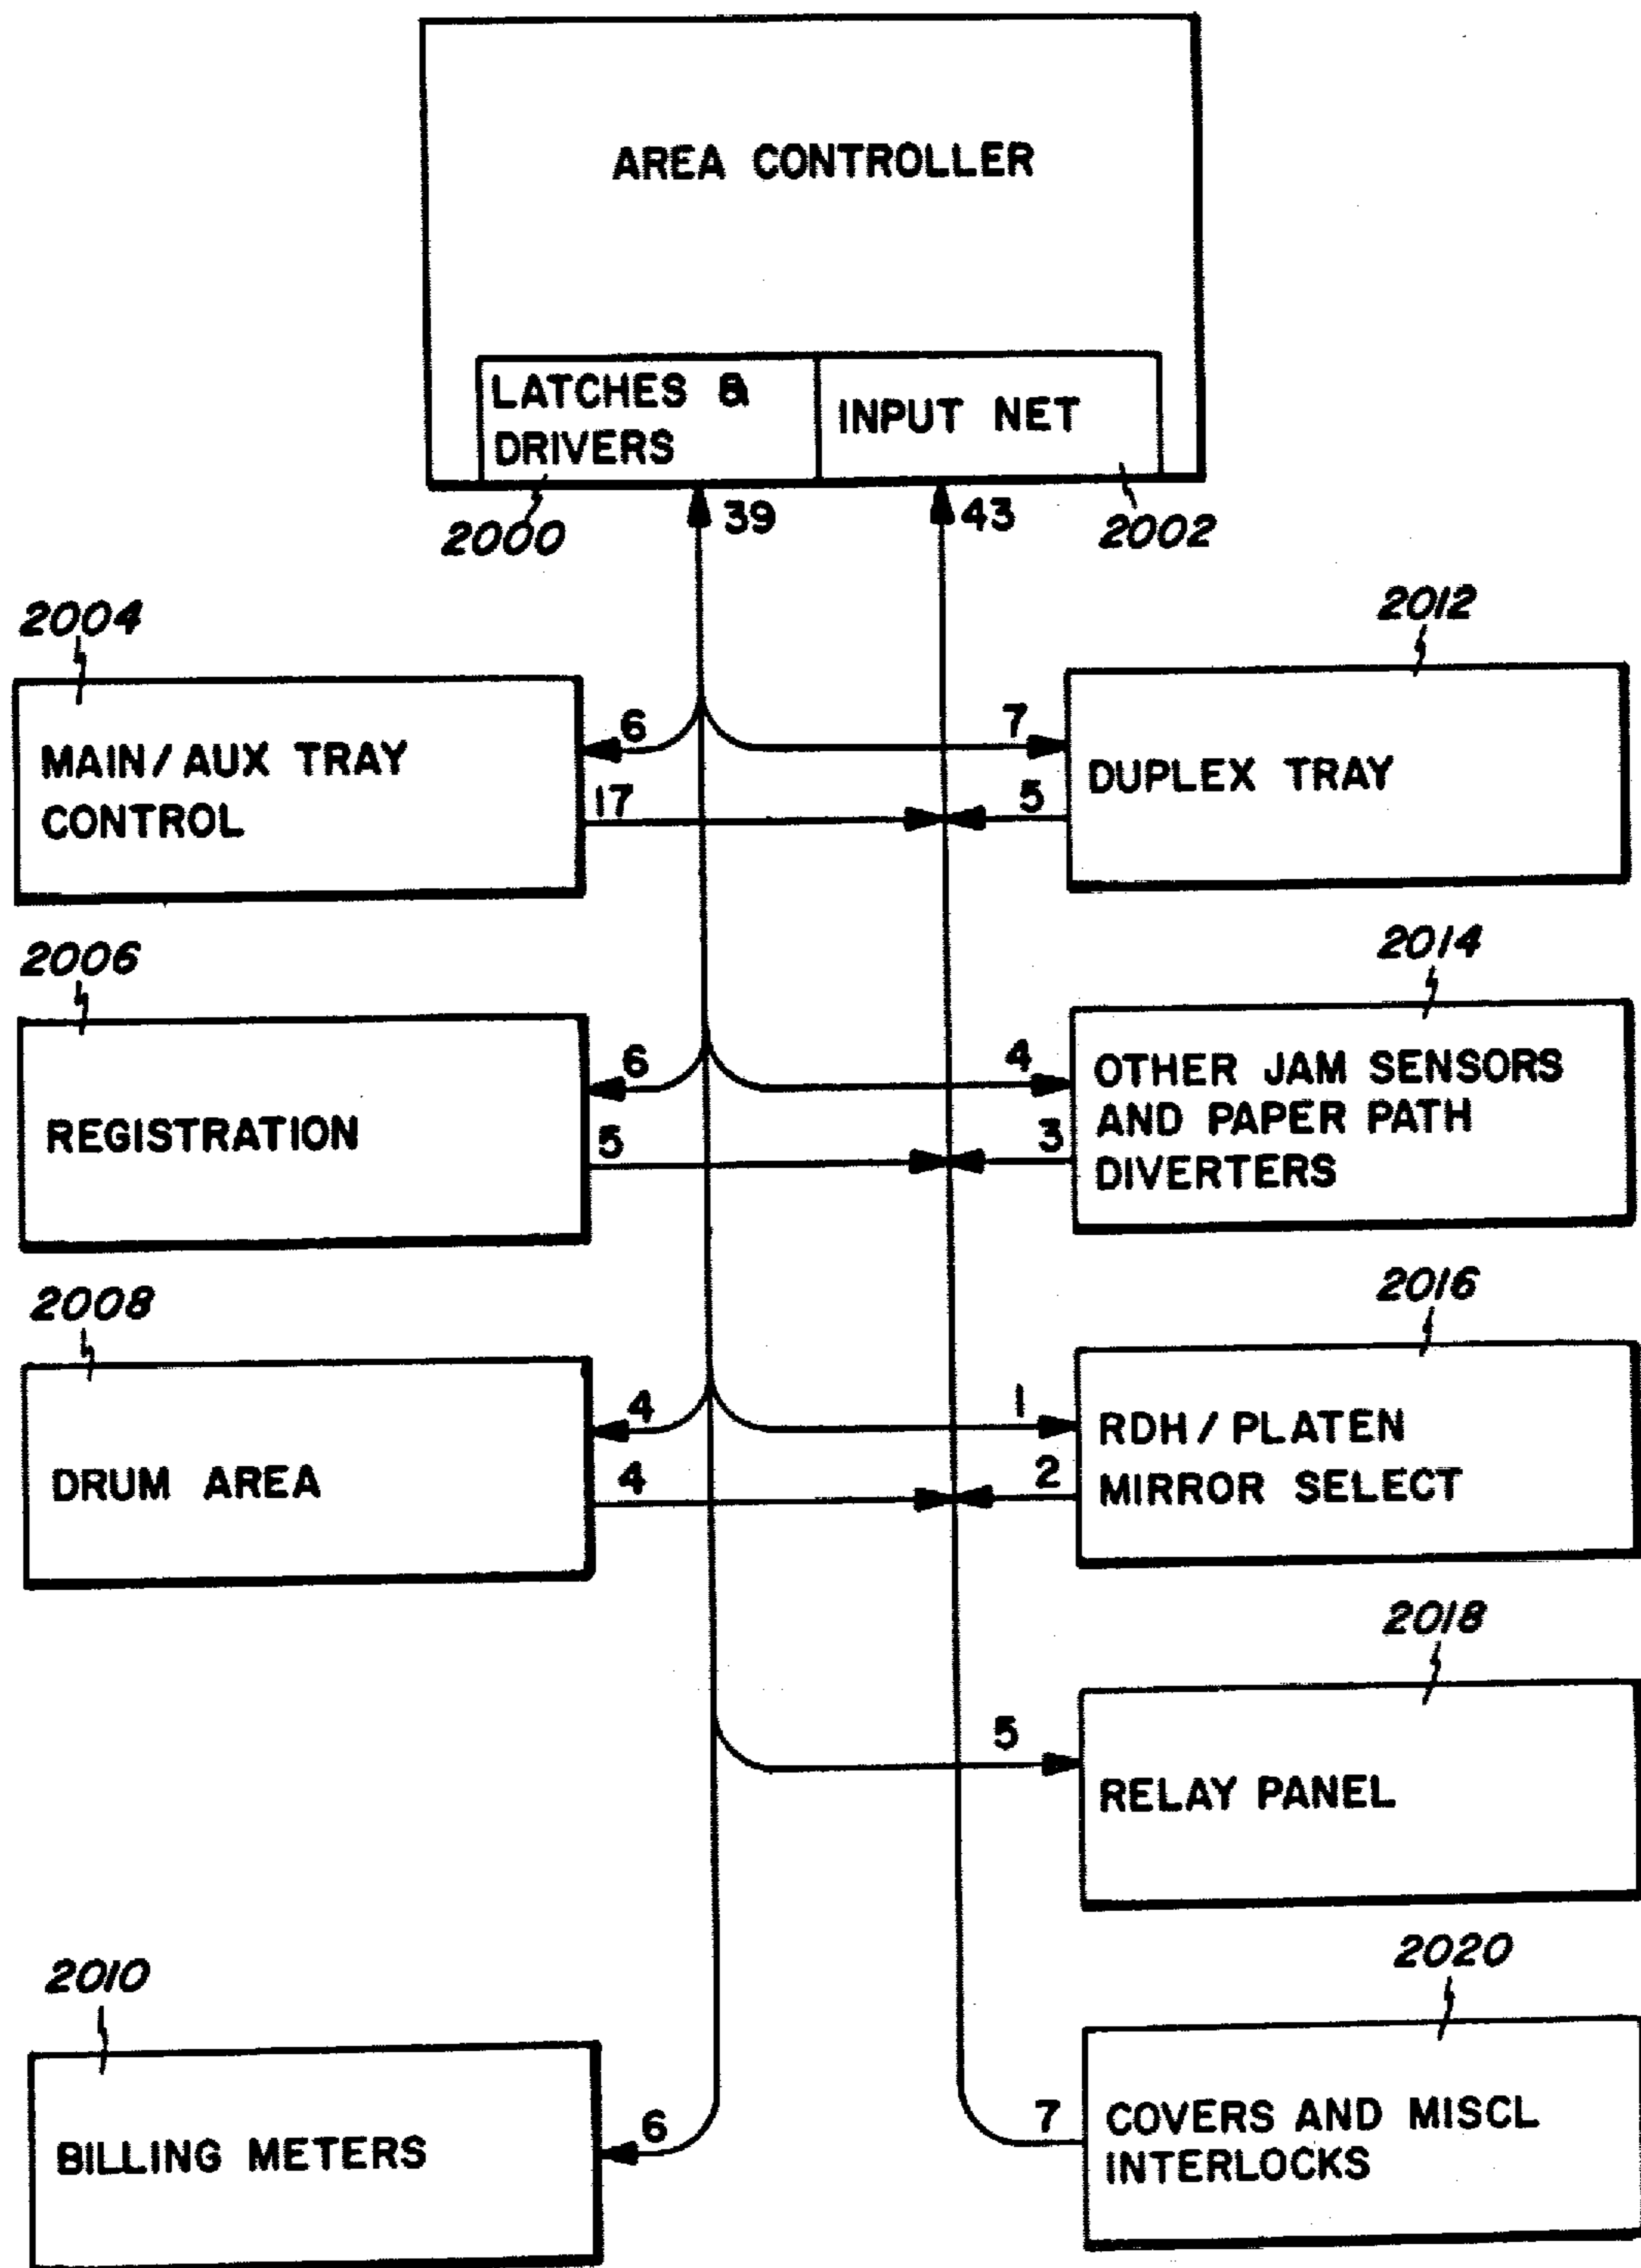 AREA CONTROLLER
LATCHES &
DRIVERS
INPUT NET
2000
39
43
2002
2004
2012
MAIN/AUX TRAY
CONTROL
6
17
7
5
DUPLEX TRAY
2006
2014
REGISTRATION
6
5
4
3
OTHER JAM SENSORS
AND PAPER PATH
DIVERTERS
2008
2016
DRUM AREA
4
4
1
2
RDH/PLATEN
MIRROR SELECT
2018
5
RELAY PANEL
2010
2020
BILLING METERS
6
7
COVERS AND MISCL
INTERLOCKS